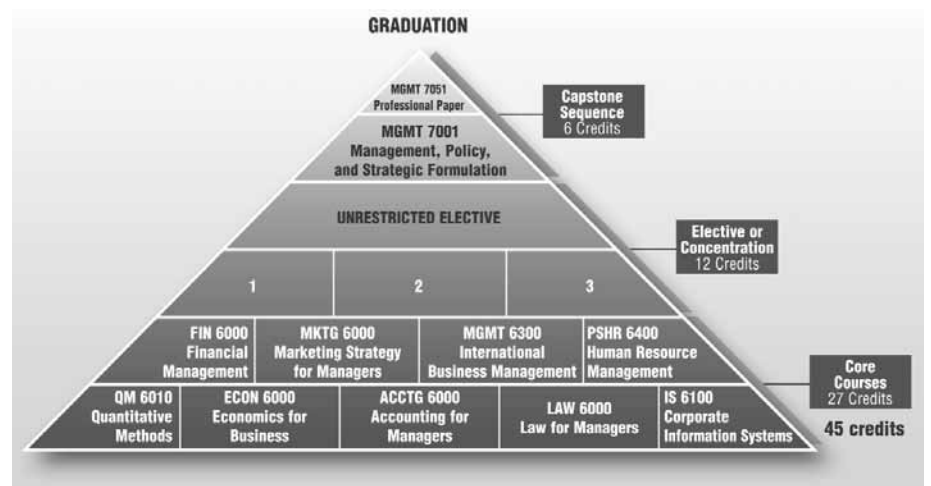 GRADUATION
MGMT 7051
Professional Paper
Capstone
Sequence
6 Credits
MGMT 7001
Management, Policy,
and Strategic Formulation
UNRESTRICTED ELECTIVE
Elective or
Concentration
12 Credits
1
2
3
FIN 6000
Financial
Management
MKTG 6000
Marketing Strategy
for Managers
MGMT 6300
International
Business Management
PSHR 6400
Human Resource
Management
Core
Courses
27 Credits
QM 6010
Quantitative
Methods
ECON 6000
Economics for
Business
ACCTG 6000
Accounting for
Managers
LAW 6000
Law for Managers
IS 6100
Corporate
Information Systems
45 credits